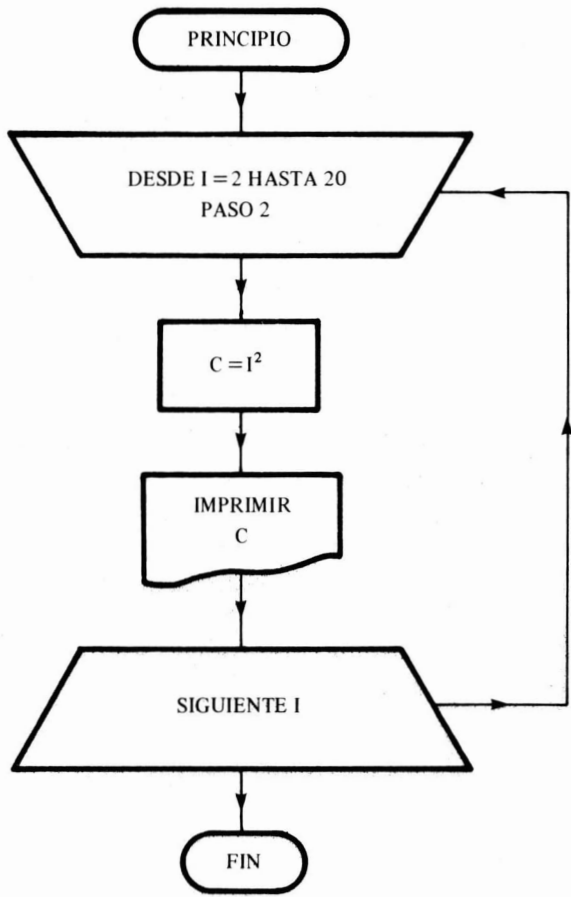 PRINCIPIO
DESDE I = 2 HASTA 20
PASO 2
C = I²
IMPRIMIR
C
SIGUIENTE I
FIN